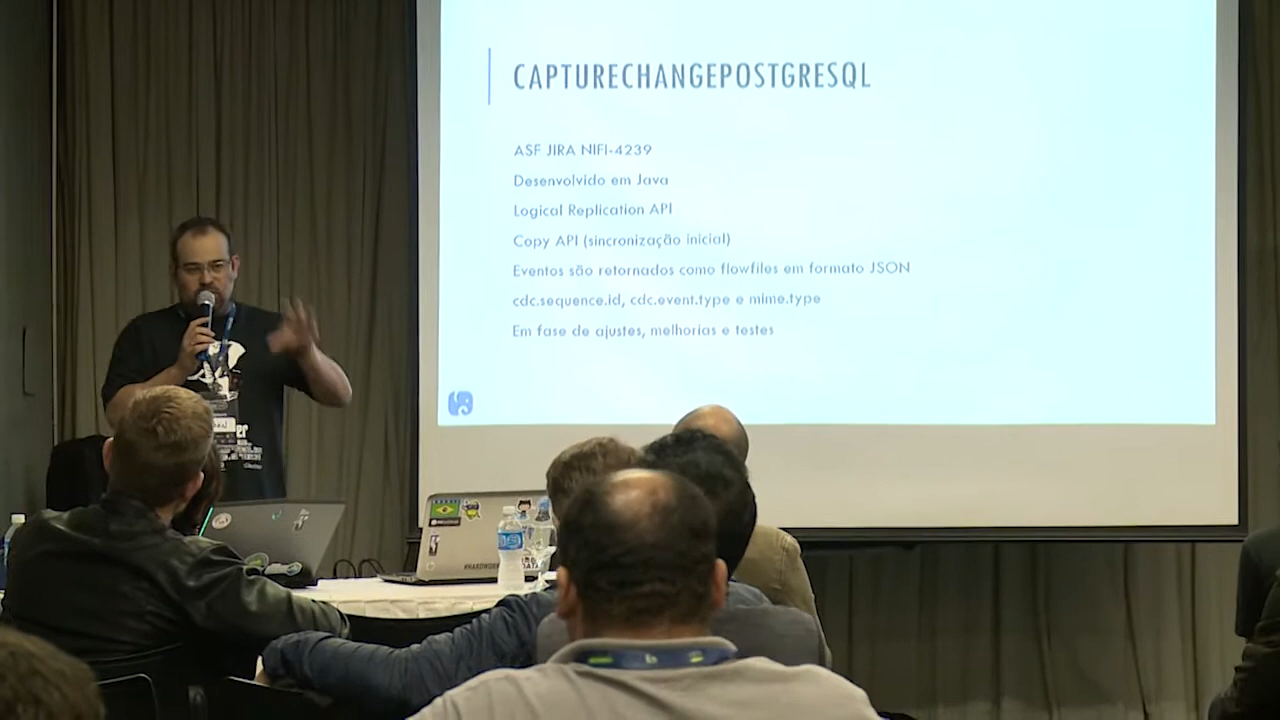 CAPTURECHANGEPOSTGRESQL
ASF JIRA NIFI-4239
Desenvolvido em Java
Logical Replication API
Copy API (sincronização inicial)
Eventos são retornados como flowfiles em formato JSON
cdc.sequence.id, cdc.event.type e mime.type
Em fase de ajustes, melhorias e testes